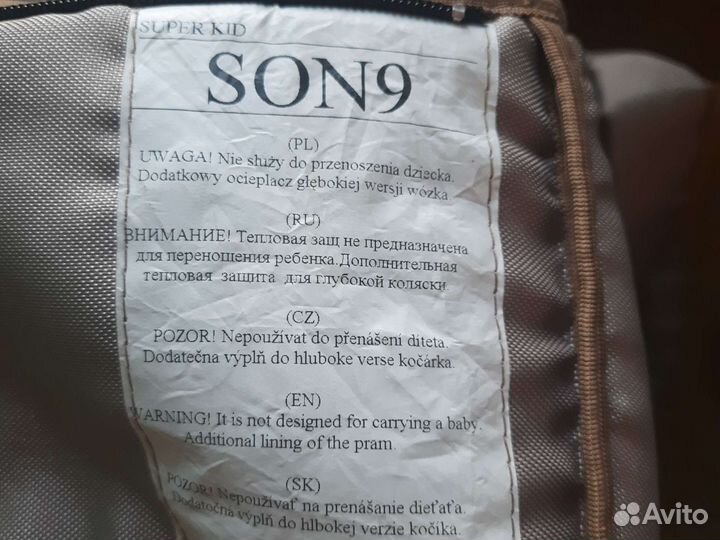 SUPER KID
SON9
(PL)
UWAGA! Nie służy do przenoszenia dziecka.
Dodatkowy ocieplacz głębokiej wersji wózka.
(RU)
ВНИМАНИЕ! Тепловая защ не предназначена
для переношения ребенка.Дополнительная
тепловая защита для глубокой коляски.
(CZ)
POZOR! Nepoužívat do přenášení diteta.
Dodatečna výplň do hluboke verse kočárka.
(EN)
WARNING! It is not designed for carrying a baby.
Additional lining of the pram.
(SK)
POZOR! Nepoužívať na prenášanie dieťaťa.
Dodatočná výplň do hlbokej verzie kočíka.
Avito